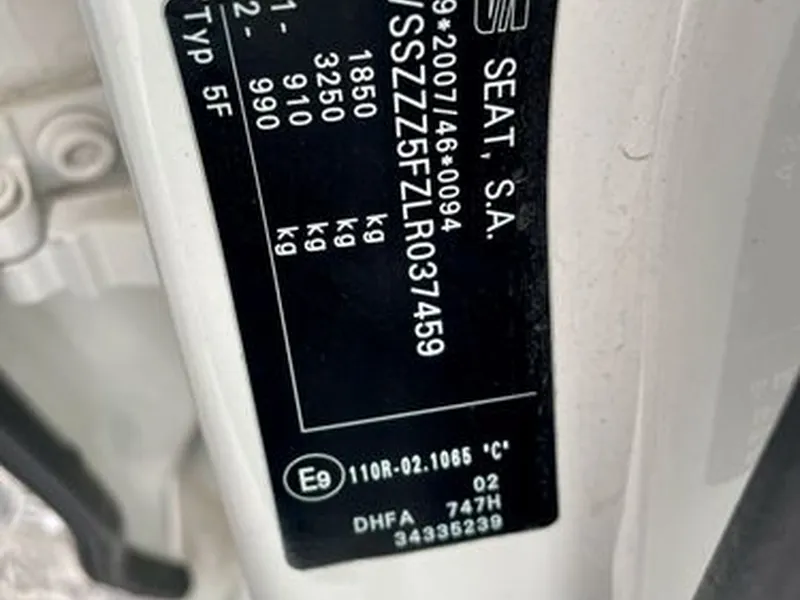 SEAT, S.A.
9*2007/46*0094
VSSZZZ5FZLR037459
1850 kg
3250 kg
1- 910 kg
2- 990 kg
Typ 5F
E9 110R-02.1065 "C"
02
DHFA 747H
34335239